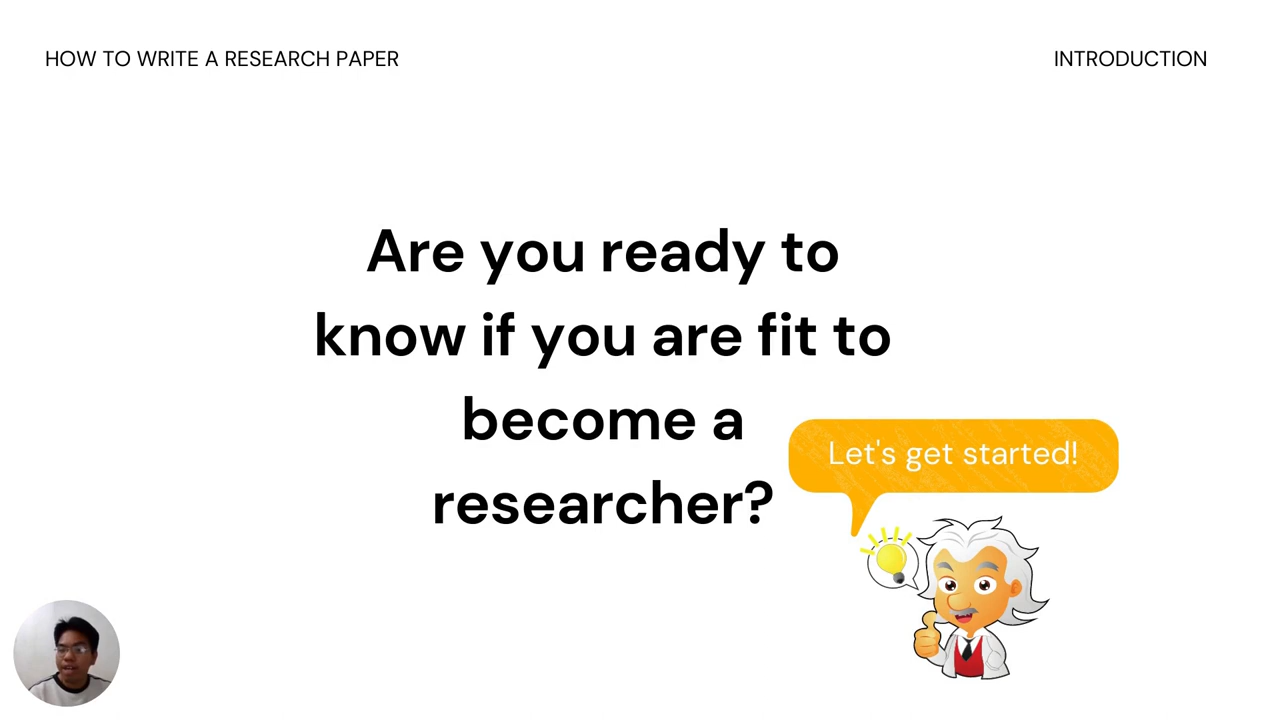 HOW TO WRITE A RESEARCH PAPER
INTRODUCTION
Are you ready to
know if you are fit to
become a
researcher?
Let's get started!